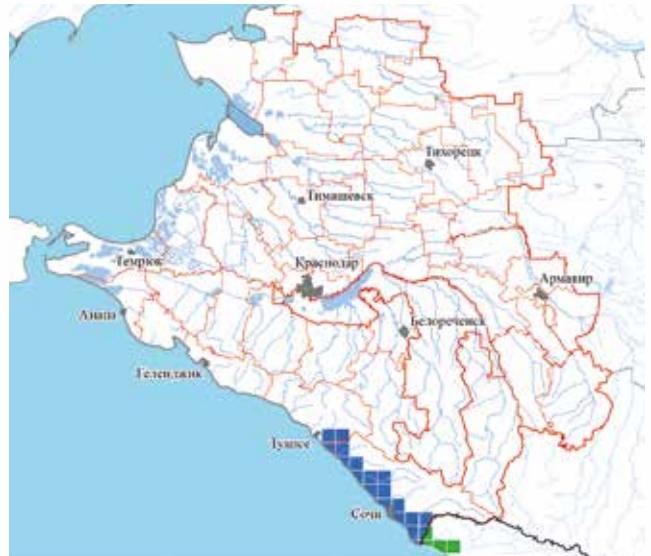 Тихорецк
Тимашевск
Темрюк
Краснодар
Армавир
Анапа
Белореченск
Геленджик
Туапсе
Сочи